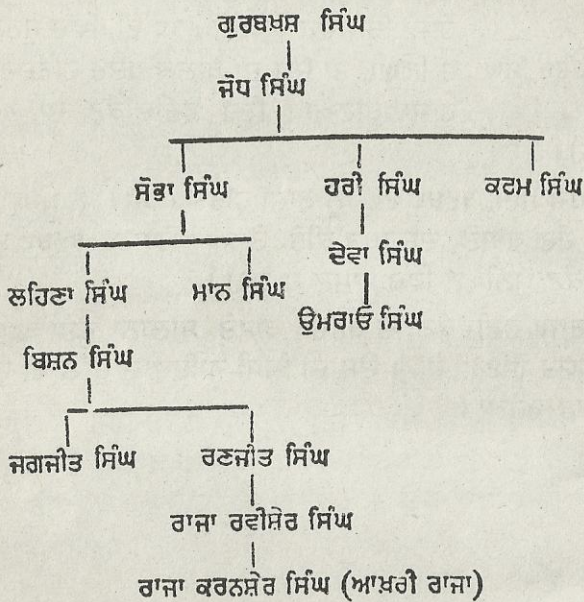 ਗੁਰਬਖ਼ਸ਼ ਸਿੰਘ
ਜੋਧ ਸਿੰਘ
ਸੋਭਾ ਸਿੰਘ ਹਰੀ ਸਿੰਘ ਕਰਮ ਸਿੰਘ
ਲਹਿਣਾ ਸਿੰਘ ਮਾਨ ਸਿੰਘ ਦੇਵਾ ਸਿੰਘ
ਉਮਰਾਓ ਸਿੰਘ
ਬਿਸ਼ਨ ਸਿੰਘ
ਜਗਜੀਤ ਸਿੰਘ ਰਣਜੀਤ ਸਿੰਘ
ਰਾਜਾ ਰਵੀਸ਼ੇਰ ਸਿੰਘ
ਰਾਜਾ ਕਰਨਸ਼ੇਰ ਸਿੰਘ (ਆਖ਼ਰੀ ਰਾਜਾ)